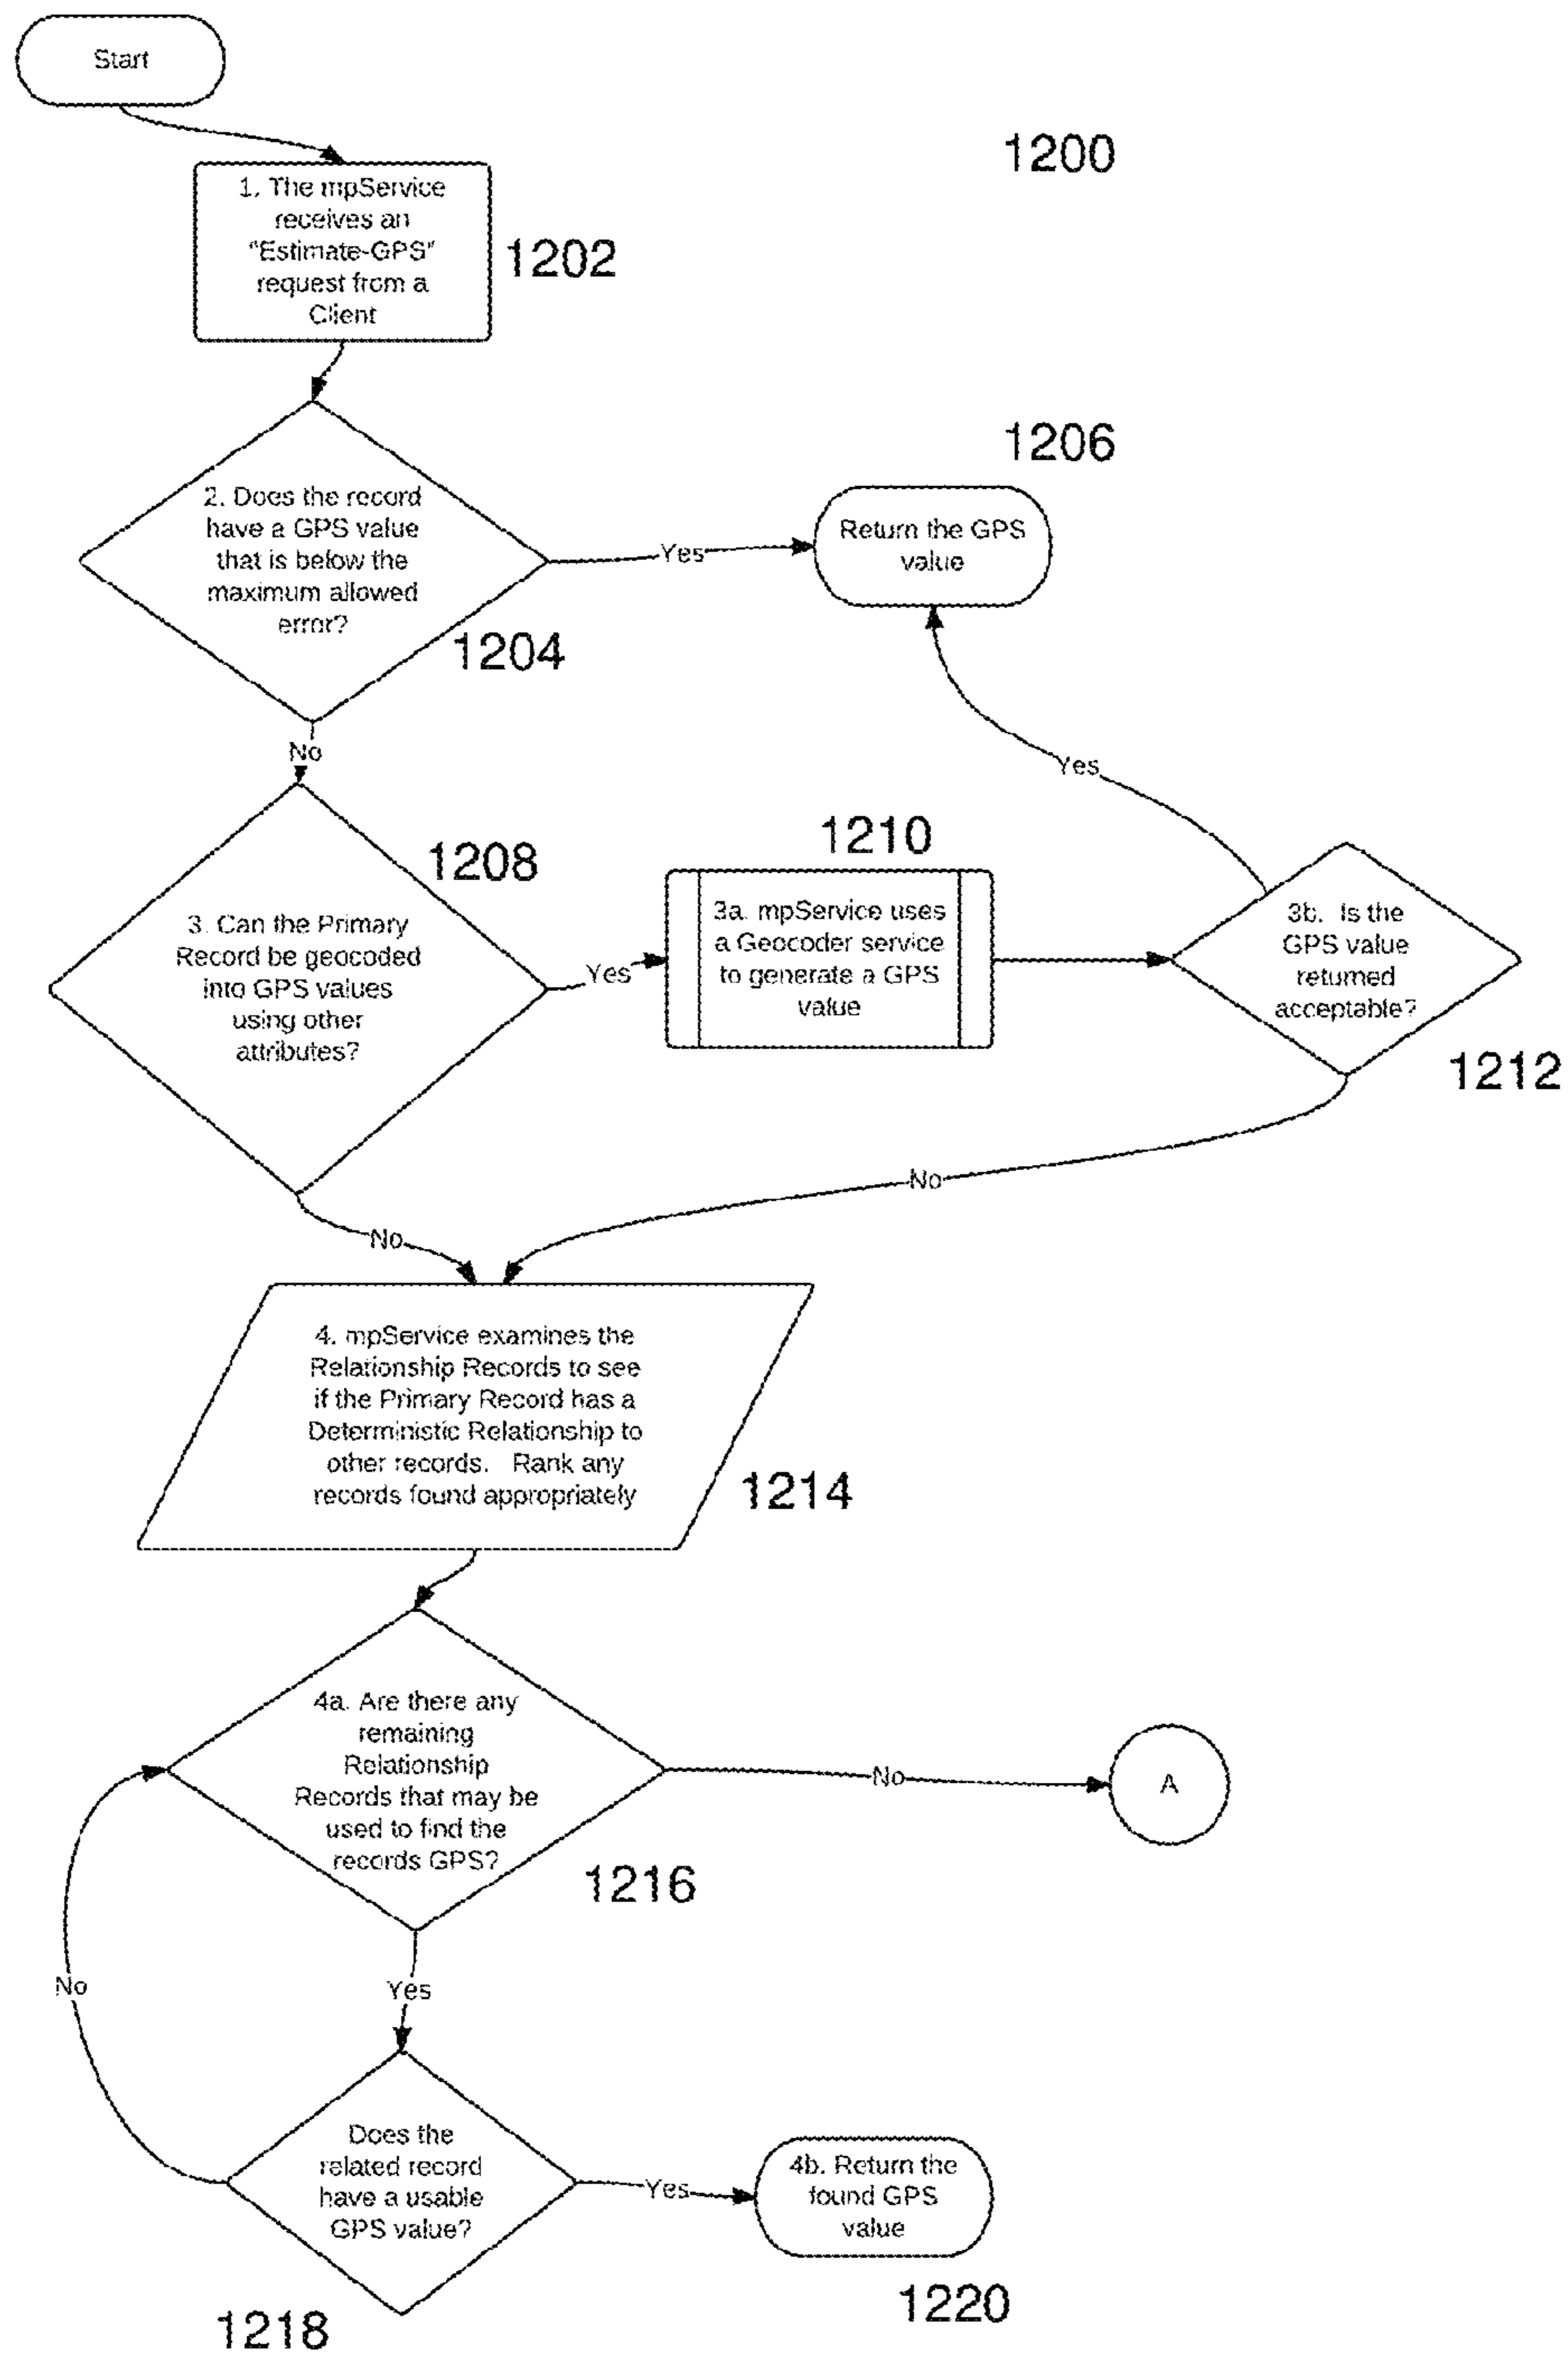 Start
1200
1. The mpService
receives an
"Estimate-GPS"
request from a
Client
1202
1206
2. Does the record
have a GPS value
that is below the
maximum allowed
error?
1204
Yes
Return the GPS
value
No
Yes
1208
1210
3. Can the Primary
Record be geocoded
into GPS values
using other
attributes?
Yes
3a. mpService uses
a Geocoder service
to generate a GPS
value
3b. Is the
GPS value
returned
acceptable?
1212
No
No
4. mpService examines the
Relationship Records to see
if the Primary Record has a
Deterministic Relationship to
other records. Rank any
records found appropriately
1214
4a. Are there any
remaining
Relationship
Records that may be
used to find the
records GPS?
1216
No
A
No
Yes
Does the
related record
have a usable
GPS value?
1218
Yes
4b. Return the
found GPS
value
1220